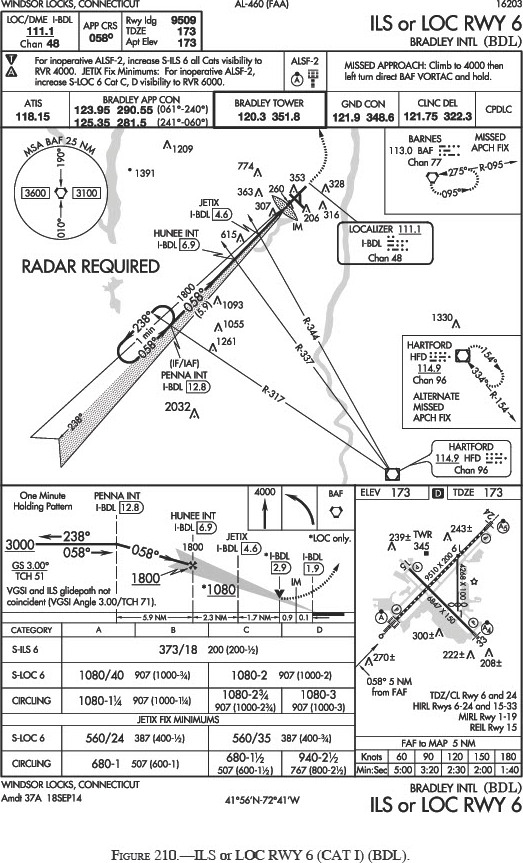 WINDSOR LOCKS, CONNECTICUT
AL-460 (FAA)
16203
LOC/DME I-BDL
111.1
Chan 48
APP CRS
058°
Rwy ldg 9509
TDZE 173
Apt Elev 173
ILS or LOC RWY 6
BRADLEY INTL (BDL)
T
A
For inoperative ALSF-2, increase S-ILS 6 all Cats visibility to
RVR 4000. JETIX Fix Minimums: For inoperative ALSF-2,
increase S-LOC 6 Cat C, D visibility to RVR 6000.
ALSF-2
A
MISSED APPROACH: Climb to 4000 then
left turn direct BAF VORTAC and hold.
ATIS
118.15
BRADLEY APP CON
123.95 290.55 (061°-240°)
125.35 281.5 (241°-060°)
BRADLEY TOWER
120.3 351.8
GND CON
121.9 348.6
CLNC DEL
121.75 322.3
CPDLC
MSA BAF 25 NM
190°
3600
3100
010°
1209
1391
774
353
363
260
328
307
206
316
IM
615
JETIX
I-BDL 4.6
HUNEE INT
I-BDL 6.9
BARNES
113.0 BAF
Chan 77
MISSED
APCH FIX
R-095
275°
095°
LOCALIZER 111.1
I-BDL
Chan 48
RADAR REQUIRED
1800
058°
(5.9)
1093
1055
1261
238°
1 min
058°
(IF/IAF)
PENNA INT
I-BDL 12.8
2032
238°
R-344
R-337
R-317
1330
HARTFORD
HFD
114.9
Chan 96
154°
334°
R-154
ALTERNATE
MISSED
APCH FIX
HARTFORD
114.9 HFD
Chan 96
One Minute
Holding Pattern
PENNA INT
I-BDL 12.8
HUNEE INT
I-BDL 6.9
4000
BAF
3000
238°
058°
058°
1800
1800
JETIX
I-BDL 4.6
*LOC only.
*I-BDL
2.9
I-BDL
1.9
IM
*1080
GS 3.00°
TCH 51
VGSI and ILS glidepath not
coincident (VGSI Angle 3.00/TCH 71).
5.9 NM
2.3 NM
1.7 NM
0.9
0.1
CATEGORY A B C D
S-ILS 6 373/18 200 (200-½)
S-LOC 6 1080/40 907 (1000-¾) 1080-2 907 (1000-2)
CIRCLING 1080-1¼ 907 (1000-1¼) 1080-2¾ 907 (1000-2¾) 1080-3 907 (1000-3)
JETIX FIX MINIMUMS
S-LOC 6 560/24 387 (400-½) 560/35 387 (400-¾)
CIRCLING 680-1 507 (600-1) 680-1½ 507 (600-1½) 940-2½ 767 (800-2½)
ELEV 173
D
TDZE 173
24
239±
TWR
345
243±
9510 X 200
4268 X 100
6847 X 150
15
33
6
300±
270±
222±
208±
058° 5 NM
from FAF
TDZ/CL Rwy 6 and 24
HIRL Rwys 6-24 and 15-33
MIRL Rwy 1-19
REIL Rwy 15
FAF to MAP 5 NM
Knots 60 90 120 150 180
Min:Sec 5:00 3:20 2:30 2:00 1:40
WINDSOR LOCKS, CONNECTICUT
Amdt 37A 18SEP14
41°56'N-72°41'W
BRADLEY INTL (BDL)
ILS or LOC RWY 6
FIGURE 210.—ILS or LOC RWY 6 (CAT I) (BDL).